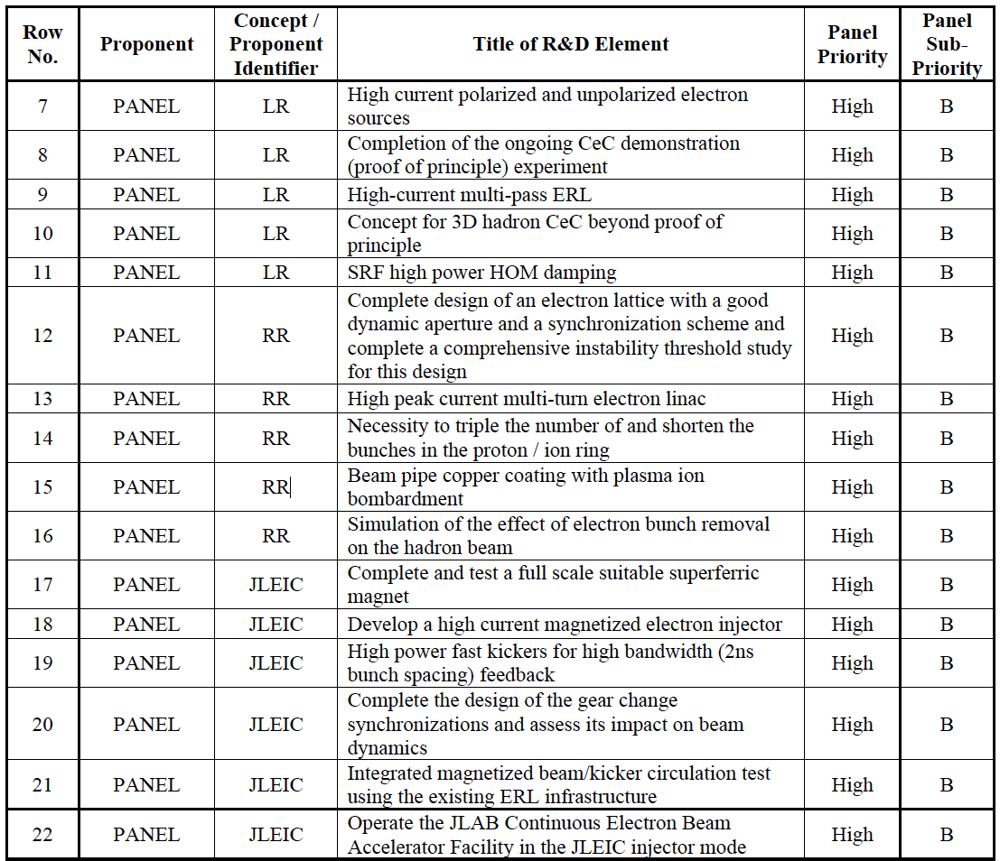 Row No. | Proponent | Concept / Proponent Identifier | Title of R&D Element | Panel Priority | Panel Sub-Priority
7 | PANEL | LR | High current polarized and unpolarized electron sources | High | B
8 | PANEL | LR | Completion of the ongoing CeC demonstration (proof of principle) experiment | High | B
9 | PANEL | LR | High-current multi-pass ERL | High | B
10 | PANEL | LR | Concept for 3D hadron CeC beyond proof of principle | High | B
11 | PANEL | LR | SRF high power HOM damping | High | B
12 | PANEL | RR | Complete design of an electron lattice with a good dynamic aperture and a synchronization scheme and complete a comprehensive instability threshold study for this design | High | B
13 | PANEL | RR | High peak current multi-turn electron linac | High | B
14 | PANEL | RR | Necessity to triple the number of and shorten the bunches in the proton / ion ring | High | B
15 | PANEL | RR | Beam pipe copper coating with plasma ion bombardment | High | B
16 | PANEL | RR | Simulation of the effect of electron bunch removal on the hadron beam | High | B
17 | PANEL | JLEIC | Complete and test a full scale suitable superferric magnet | High | B
18 | PANEL | JLEIC | Develop a high current magnetized electron injector | High | B
19 | PANEL | JLEIC | High power fast kickers for high bandwidth (2ns bunch spacing) feedback | High | B
20 | PANEL | JLEIC | Complete the design of the gear change synchronizations and assess its impact on beam dynamics | High | B
21 | PANEL | JLEIC | Integrated magnetized beam/kicker circulation test using the existing ERL infrastructure | High | B
22 | PANEL | JLEIC | Operate the JLAB Continuous Electron Beam Accelerator Facility in the JLEIC injector mode | High | B